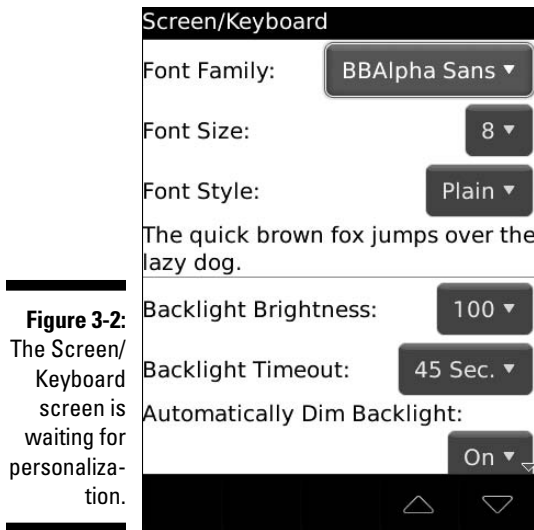 Screen/Keyboard
Font Family: BBAlpha Sans
Font Size: 8
Font Style: Plain
The quick brown fox jumps over the
lazy dog.
Backlight Brightness: 100
Backlight Timeout: 45 Sec.
Automatically Dim Backlight:
On
Figure 3-2:
The Screen/
Keyboard
screen is
waiting for
personaliza-
tion.